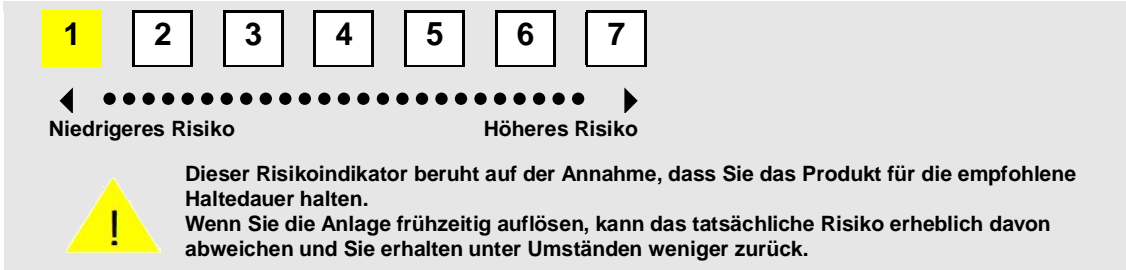 1 2 3 4 5 6 7
Niedrigeres Risiko Höheres Risiko
Dieser Risikoindikator beruht auf der Annahme, dass Sie das Produkt für die empfohlene
Haltedauer halten.
Wenn Sie die Anlage frühzeitig auflösen, kann das tatsächliche Risiko erheblich davon
abweichen und Sie erhalten unter Umständen weniger zurück.
!